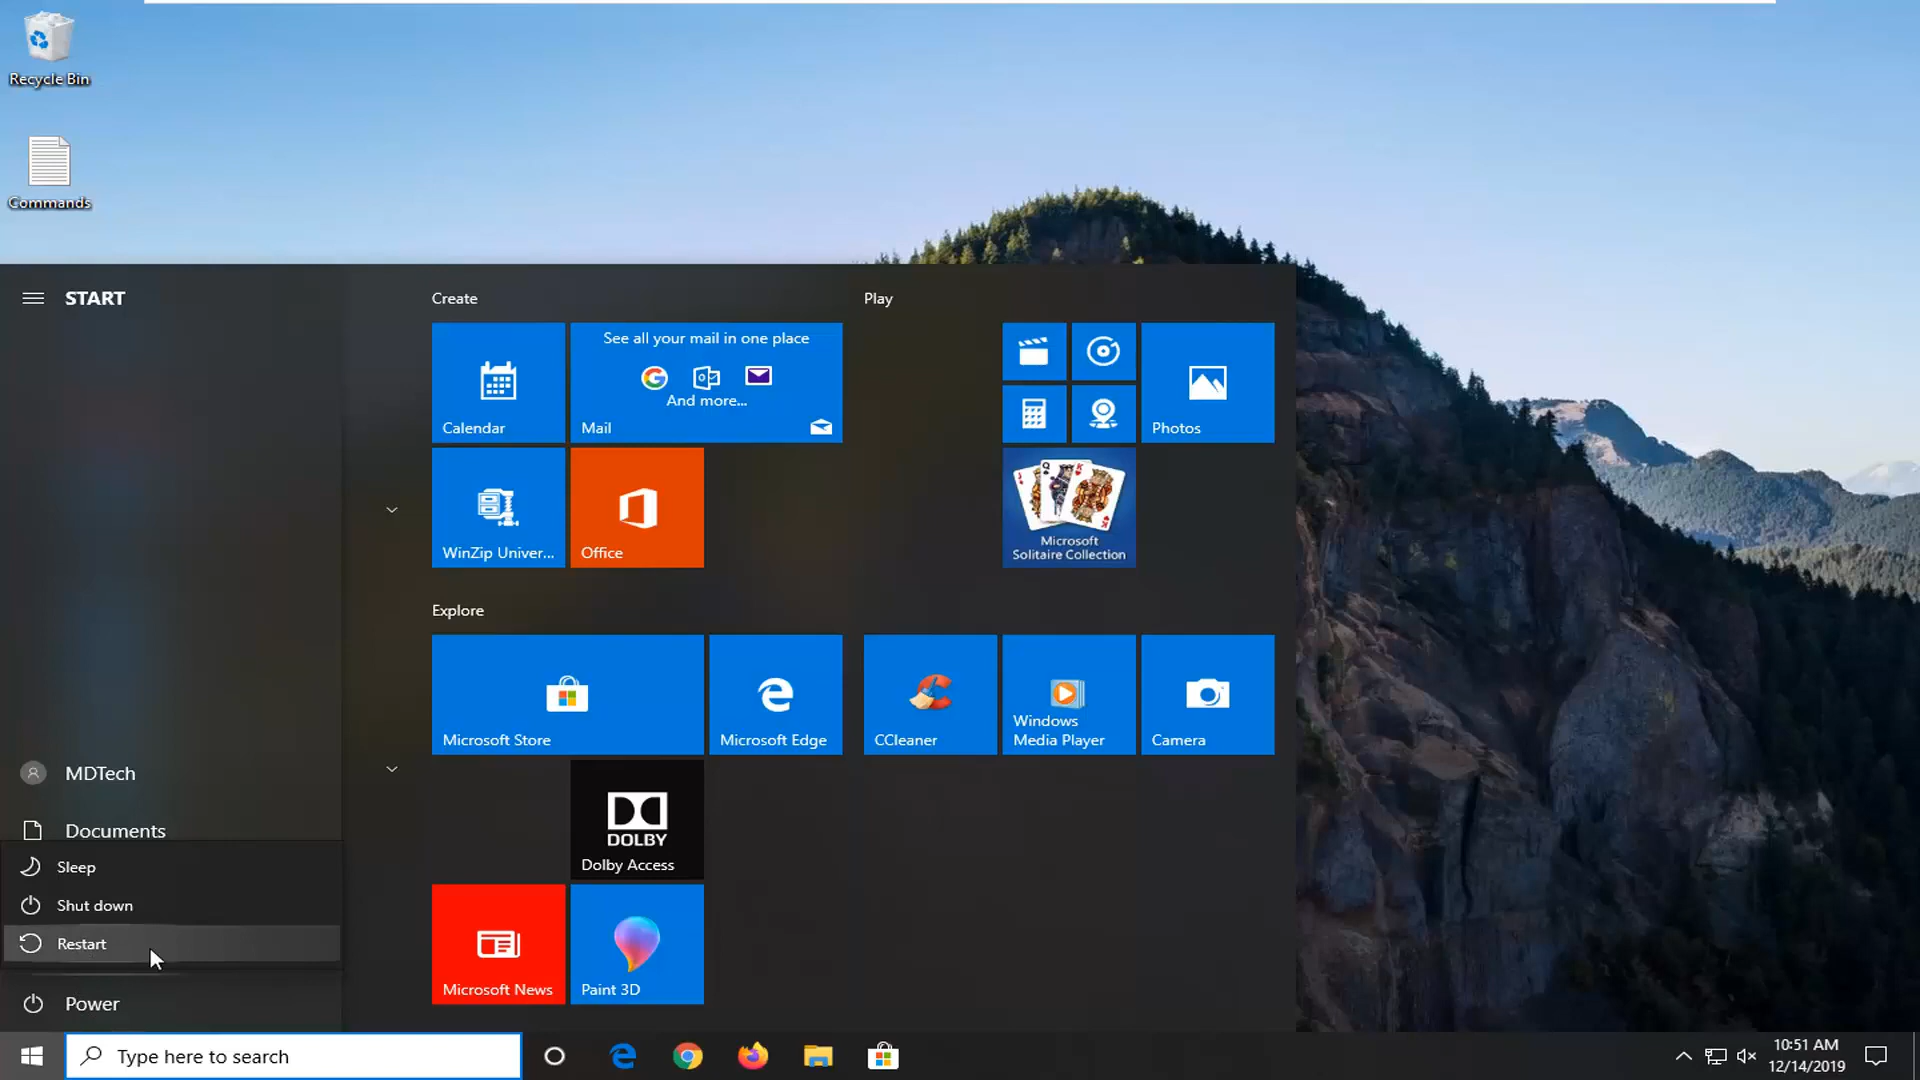 Recycle Bin
Commands
START
Create
Play
See all your mail in one place
And more...
Calendar
Mail
Photos
WinZip Univer...
Office
Microsoft
Solitaire Collection
Explore
Microsoft Store
Microsoft Edge
CCleaner
Windows
Media Player
Camera
MDTech
Documents
DOLBY
Dolby Access
Sleep
Shut down
Restart
Microsoft News
Paint 3D
Power
Type here to search
10:51 AM
12/14/2019